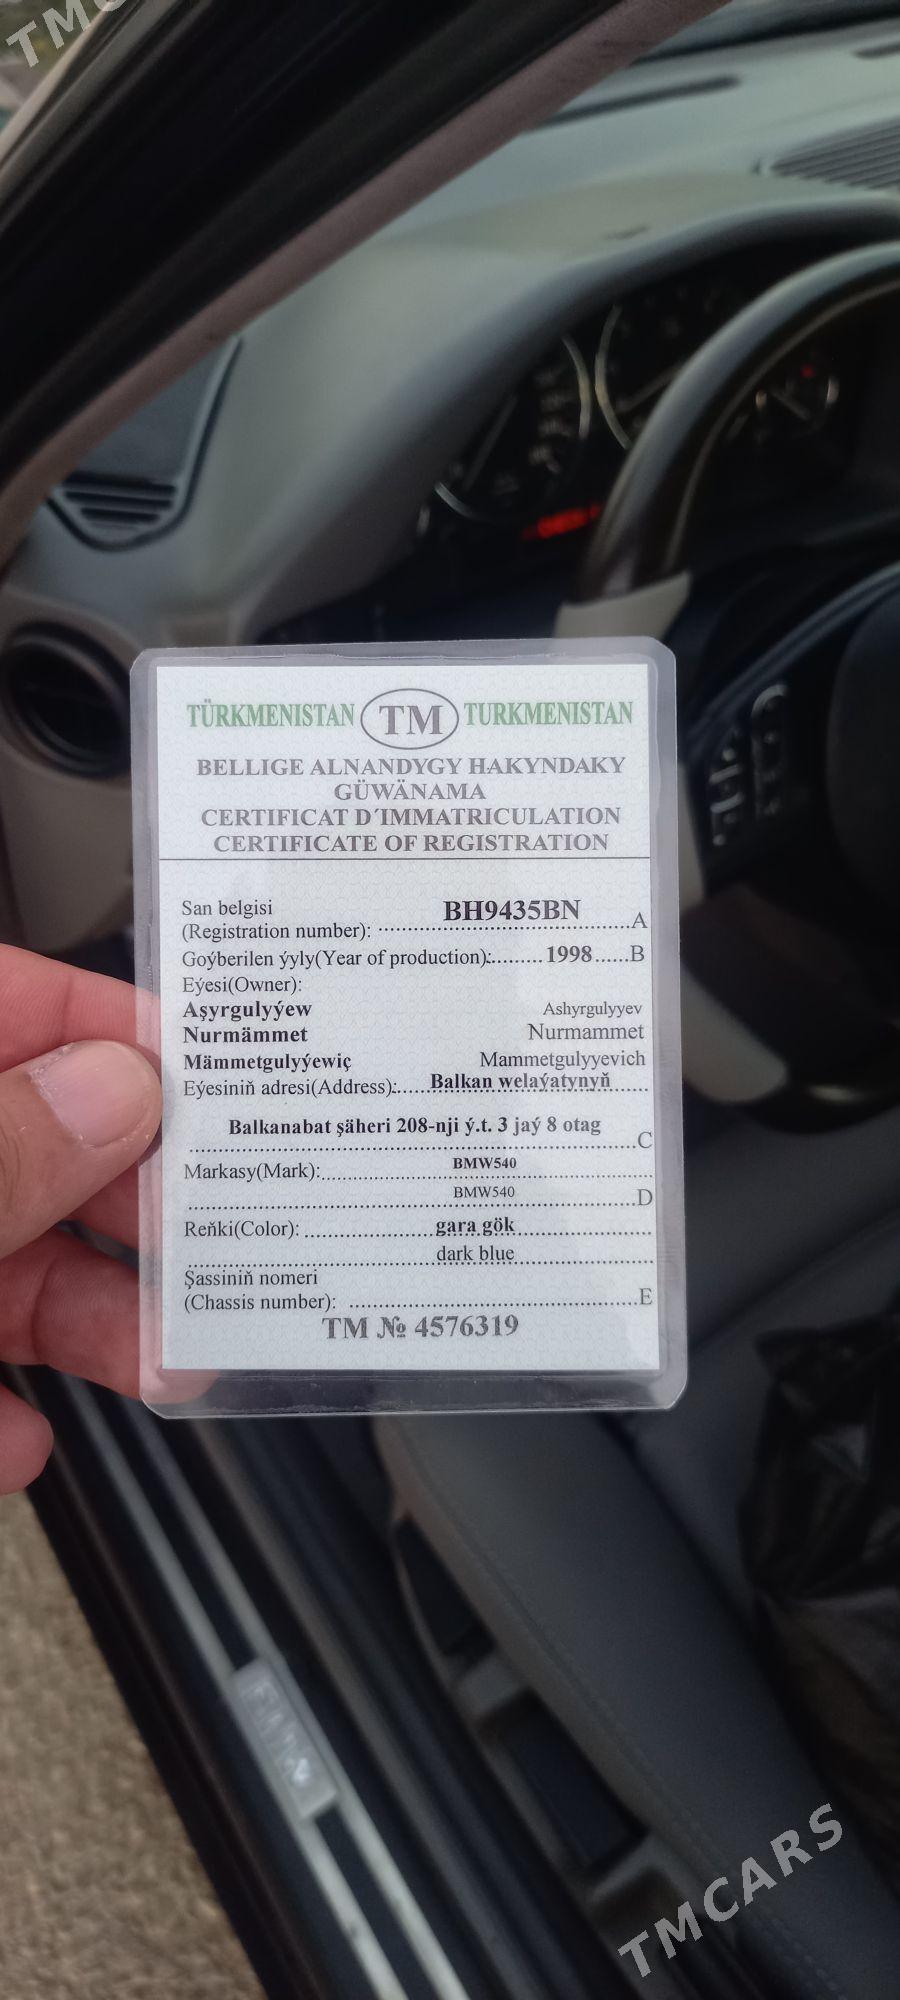 TÜRKMENISTAN TM TURKMENISTAN
BELLIGE ALNANDYGY HAKYNDAKY
GÜWÄNAMA
CERTIFICAT D´IMMATRICULATION
CERTIFICATE OF REGISTRATION
San belgisi
(Registration number): BH9435BN A
Goýberilen ýyly(Year of production): 1998 B
Eýesi(Owner):
Aşyrgulyýew Ashyrgulyyev
Nurmämmet Nurmammet
Mämmetgulyýewiç Mammetgulyyevich
Eýesiniň adresi(Address): Balkan welaýatynyň
Balkanabat şäheri 208-nji ý.t. 3 jaý 8 otag
C
Markasy(Mark): BMW540
BMW540 D
Reňki(Color): gara gök
dark blue
Şassiniň nomeri
(Chassis number): E
TM № 4576319
BMW
TMCARS